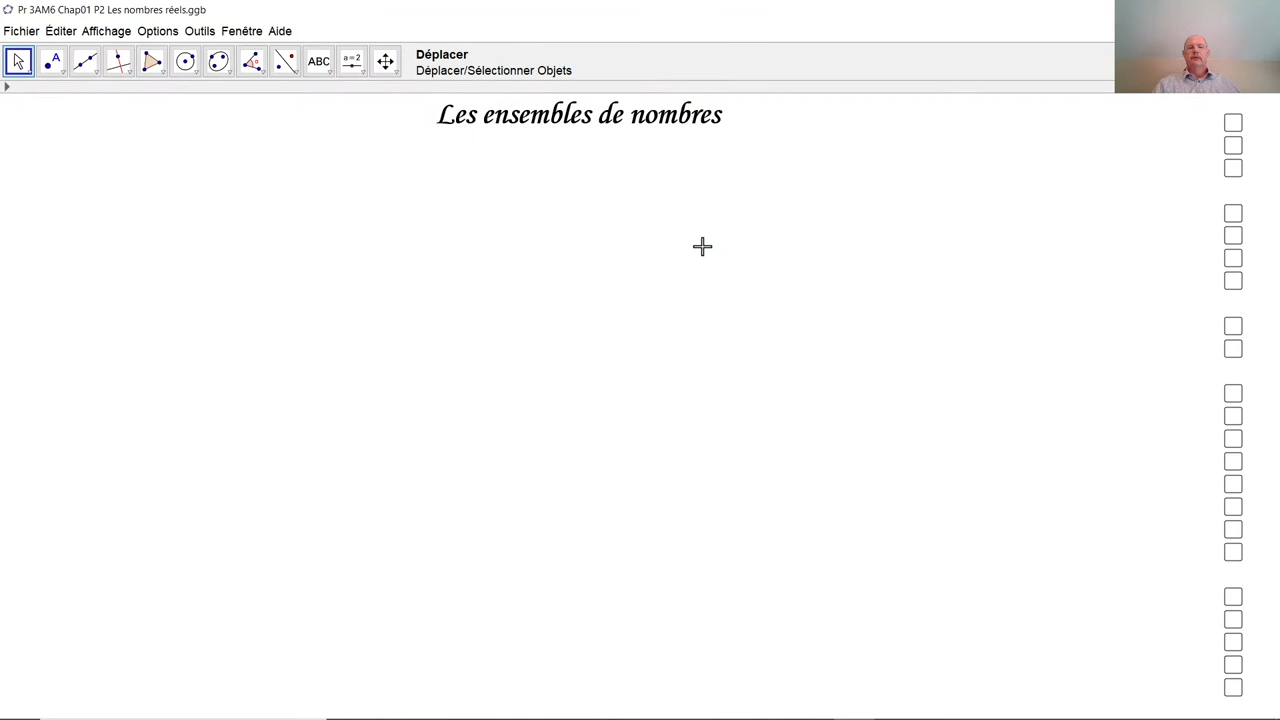 Pr 3AM6 Chap01 P2 Les nombres réels.ggb
Fichier Éditer Affichage Options Outils Fenêtre Aide
A
ABC
a=2
Déplacer
Déplacer/Sélectionner Objets
Les ensembles de nombres